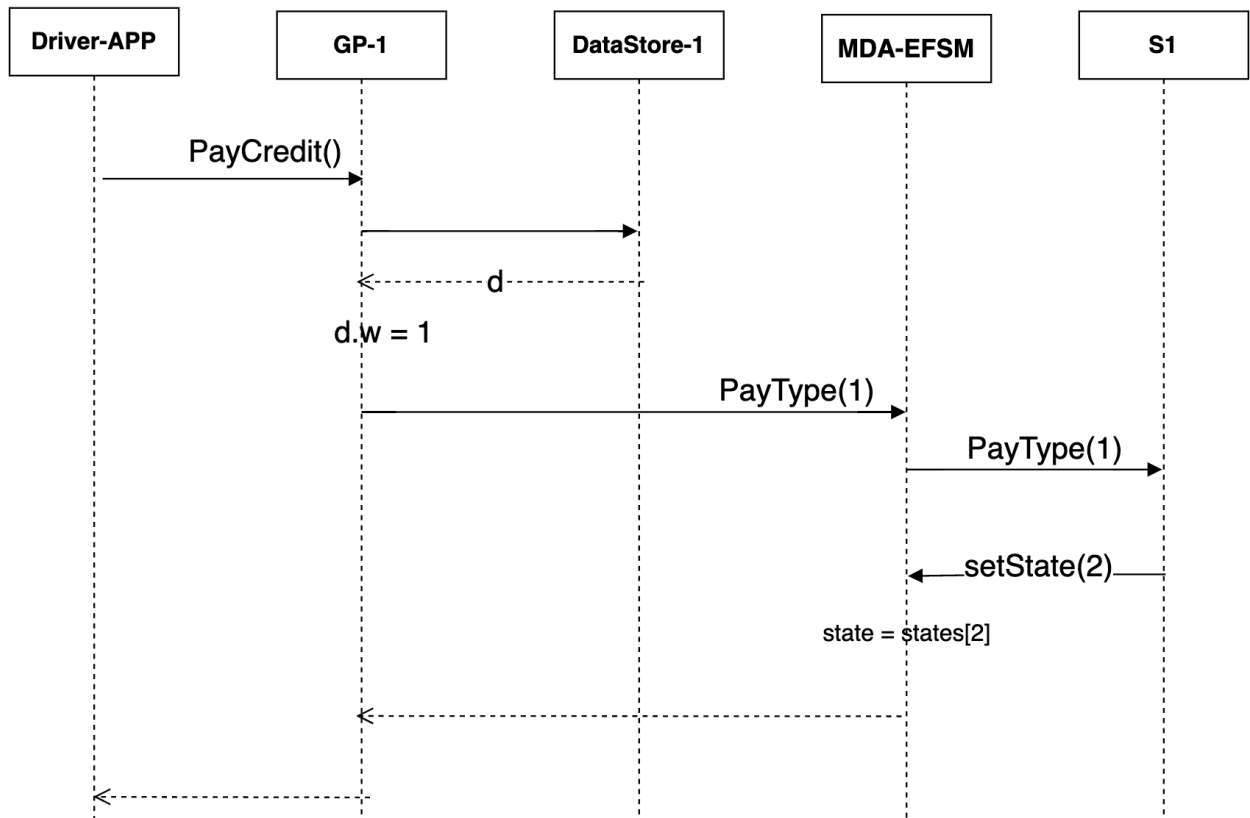 Driver-APP
GP-1
DataStore-1
MDA-EFSM
S1
PayCredit()
d
d.w = 1
PayType(1)
PayType(1)
setState(2)
state = states[2]